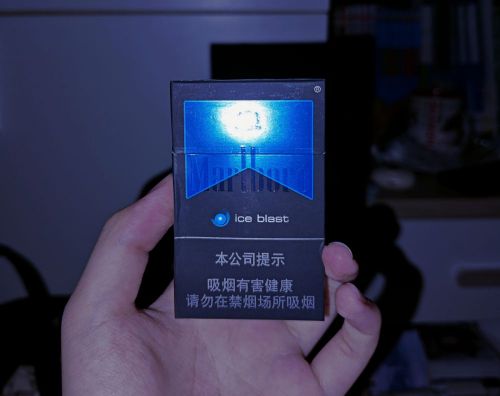 ®
Marlboro
ice blast
本公司提示
吸烟有害健康
请勿在禁烟场所吸烟